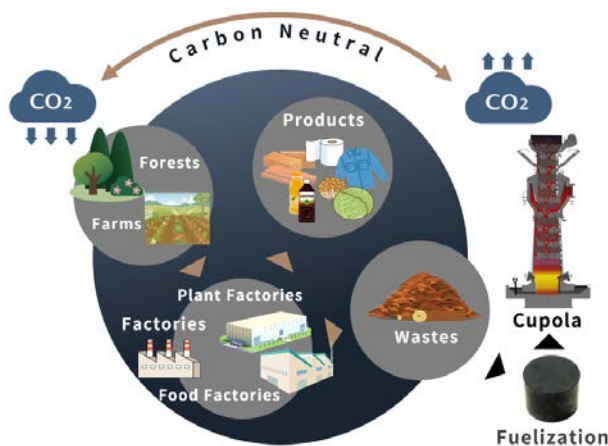 Carbon Neutral
CO2
CO2
Products
Forests
Farms
Plant Factories
Factories
Food Factories
Wastes
Cupola
Fuelization